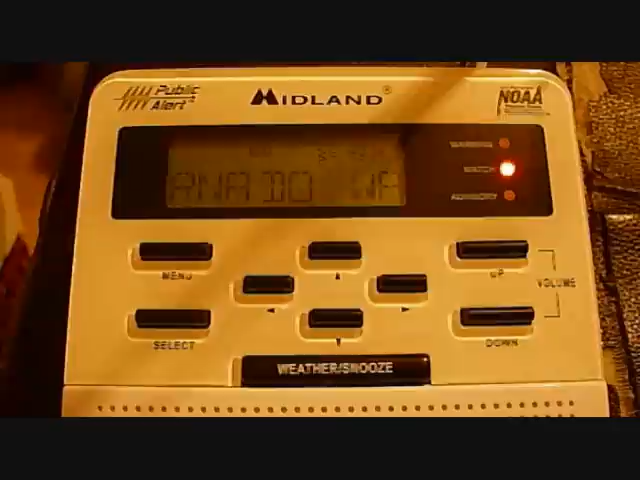 Public
Alert
MIDLAND
NOAA
WARNING
WATCH
ADVISORY
MENU
UP
VOLUME
SELECT
DOWN
WEATHER/SNOOZE